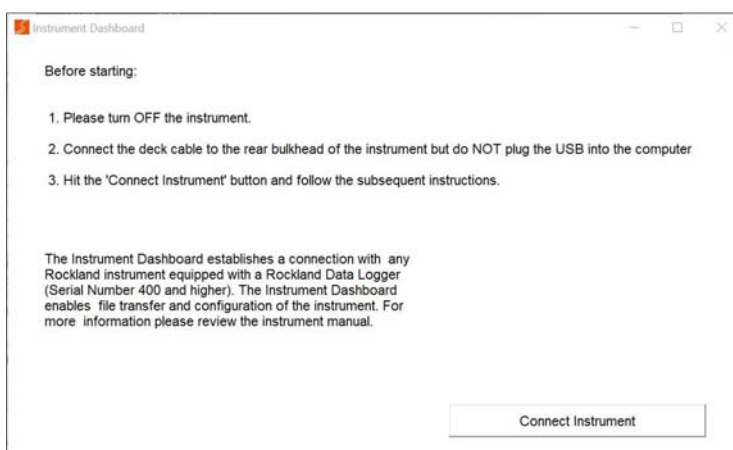 Instrument Dashboard
Before starting:
1. Please turn OFF the instrument.
2. Connect the deck cable to the rear bulkhead of the instrument but do NOT plug the USB into the computer
3. Hit the 'Connect Instrument' button and follow the subsequent instructions.
The Instrument Dashboard establishes a connection with any
Rockland instrument equipped with a Rockland Data Logger
(Serial Number 400 and higher). The Instrument Dashboard
enables file transfer and configuration of the instrument. For
more information please review the instrument manual.
Connect Instrument